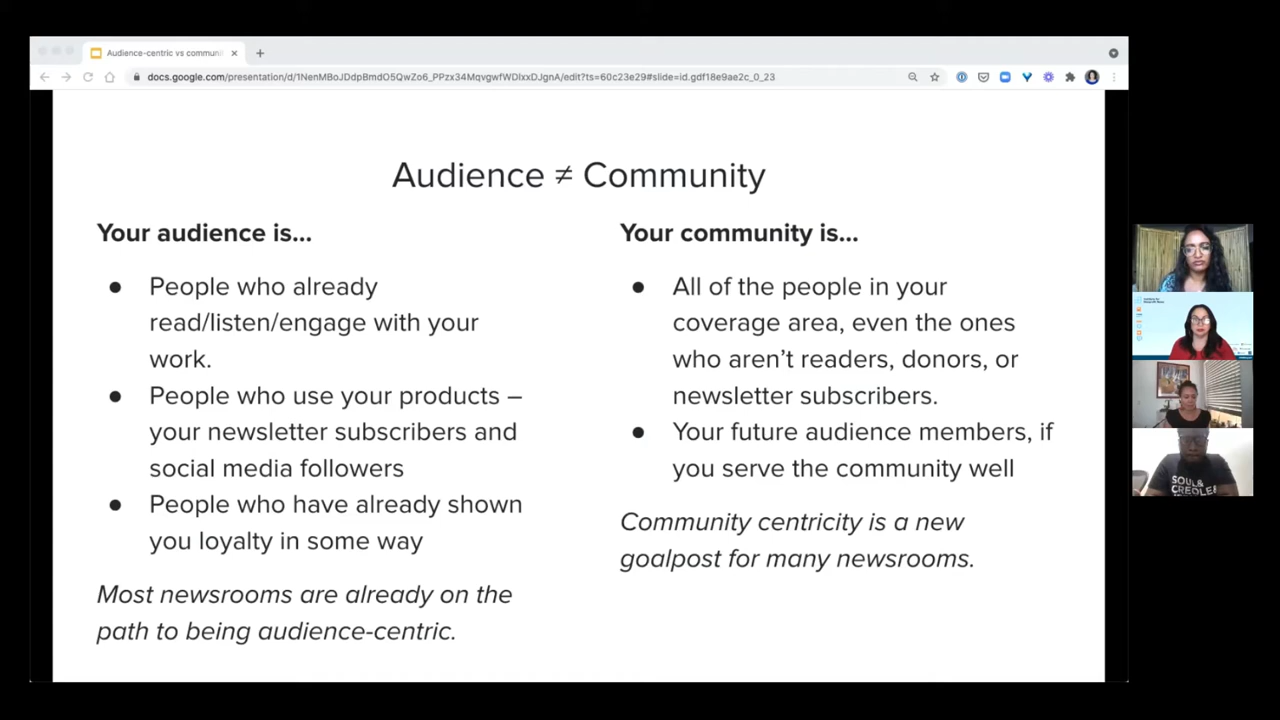 Audience-centric vs communi
docs.google.com/presentation/d/1NenMBoJDdpBmdO5QwZo6_PPzx34MqvgwfWDIxxDJgnA/edit?ts=60c23e29#slide=id.gdf18e9ae2c_0_23
Audience ≠ Community
Your audience is...
● People who already
read/listen/engage with your
work.
● People who use your products –
your newsletter subscribers and
social media followers
● People who have already shown
you loyalty in some way
Most newsrooms are already on the
path to being audience-centric.
Your community is...
● All of the people in your
coverage area, even the ones
who aren't readers, donors, or
newsletter subscribers.
● Your future audience members, if
you serve the community well
Community centricity is a new
goalpost for many newsrooms.
SOUL&
CREOLE